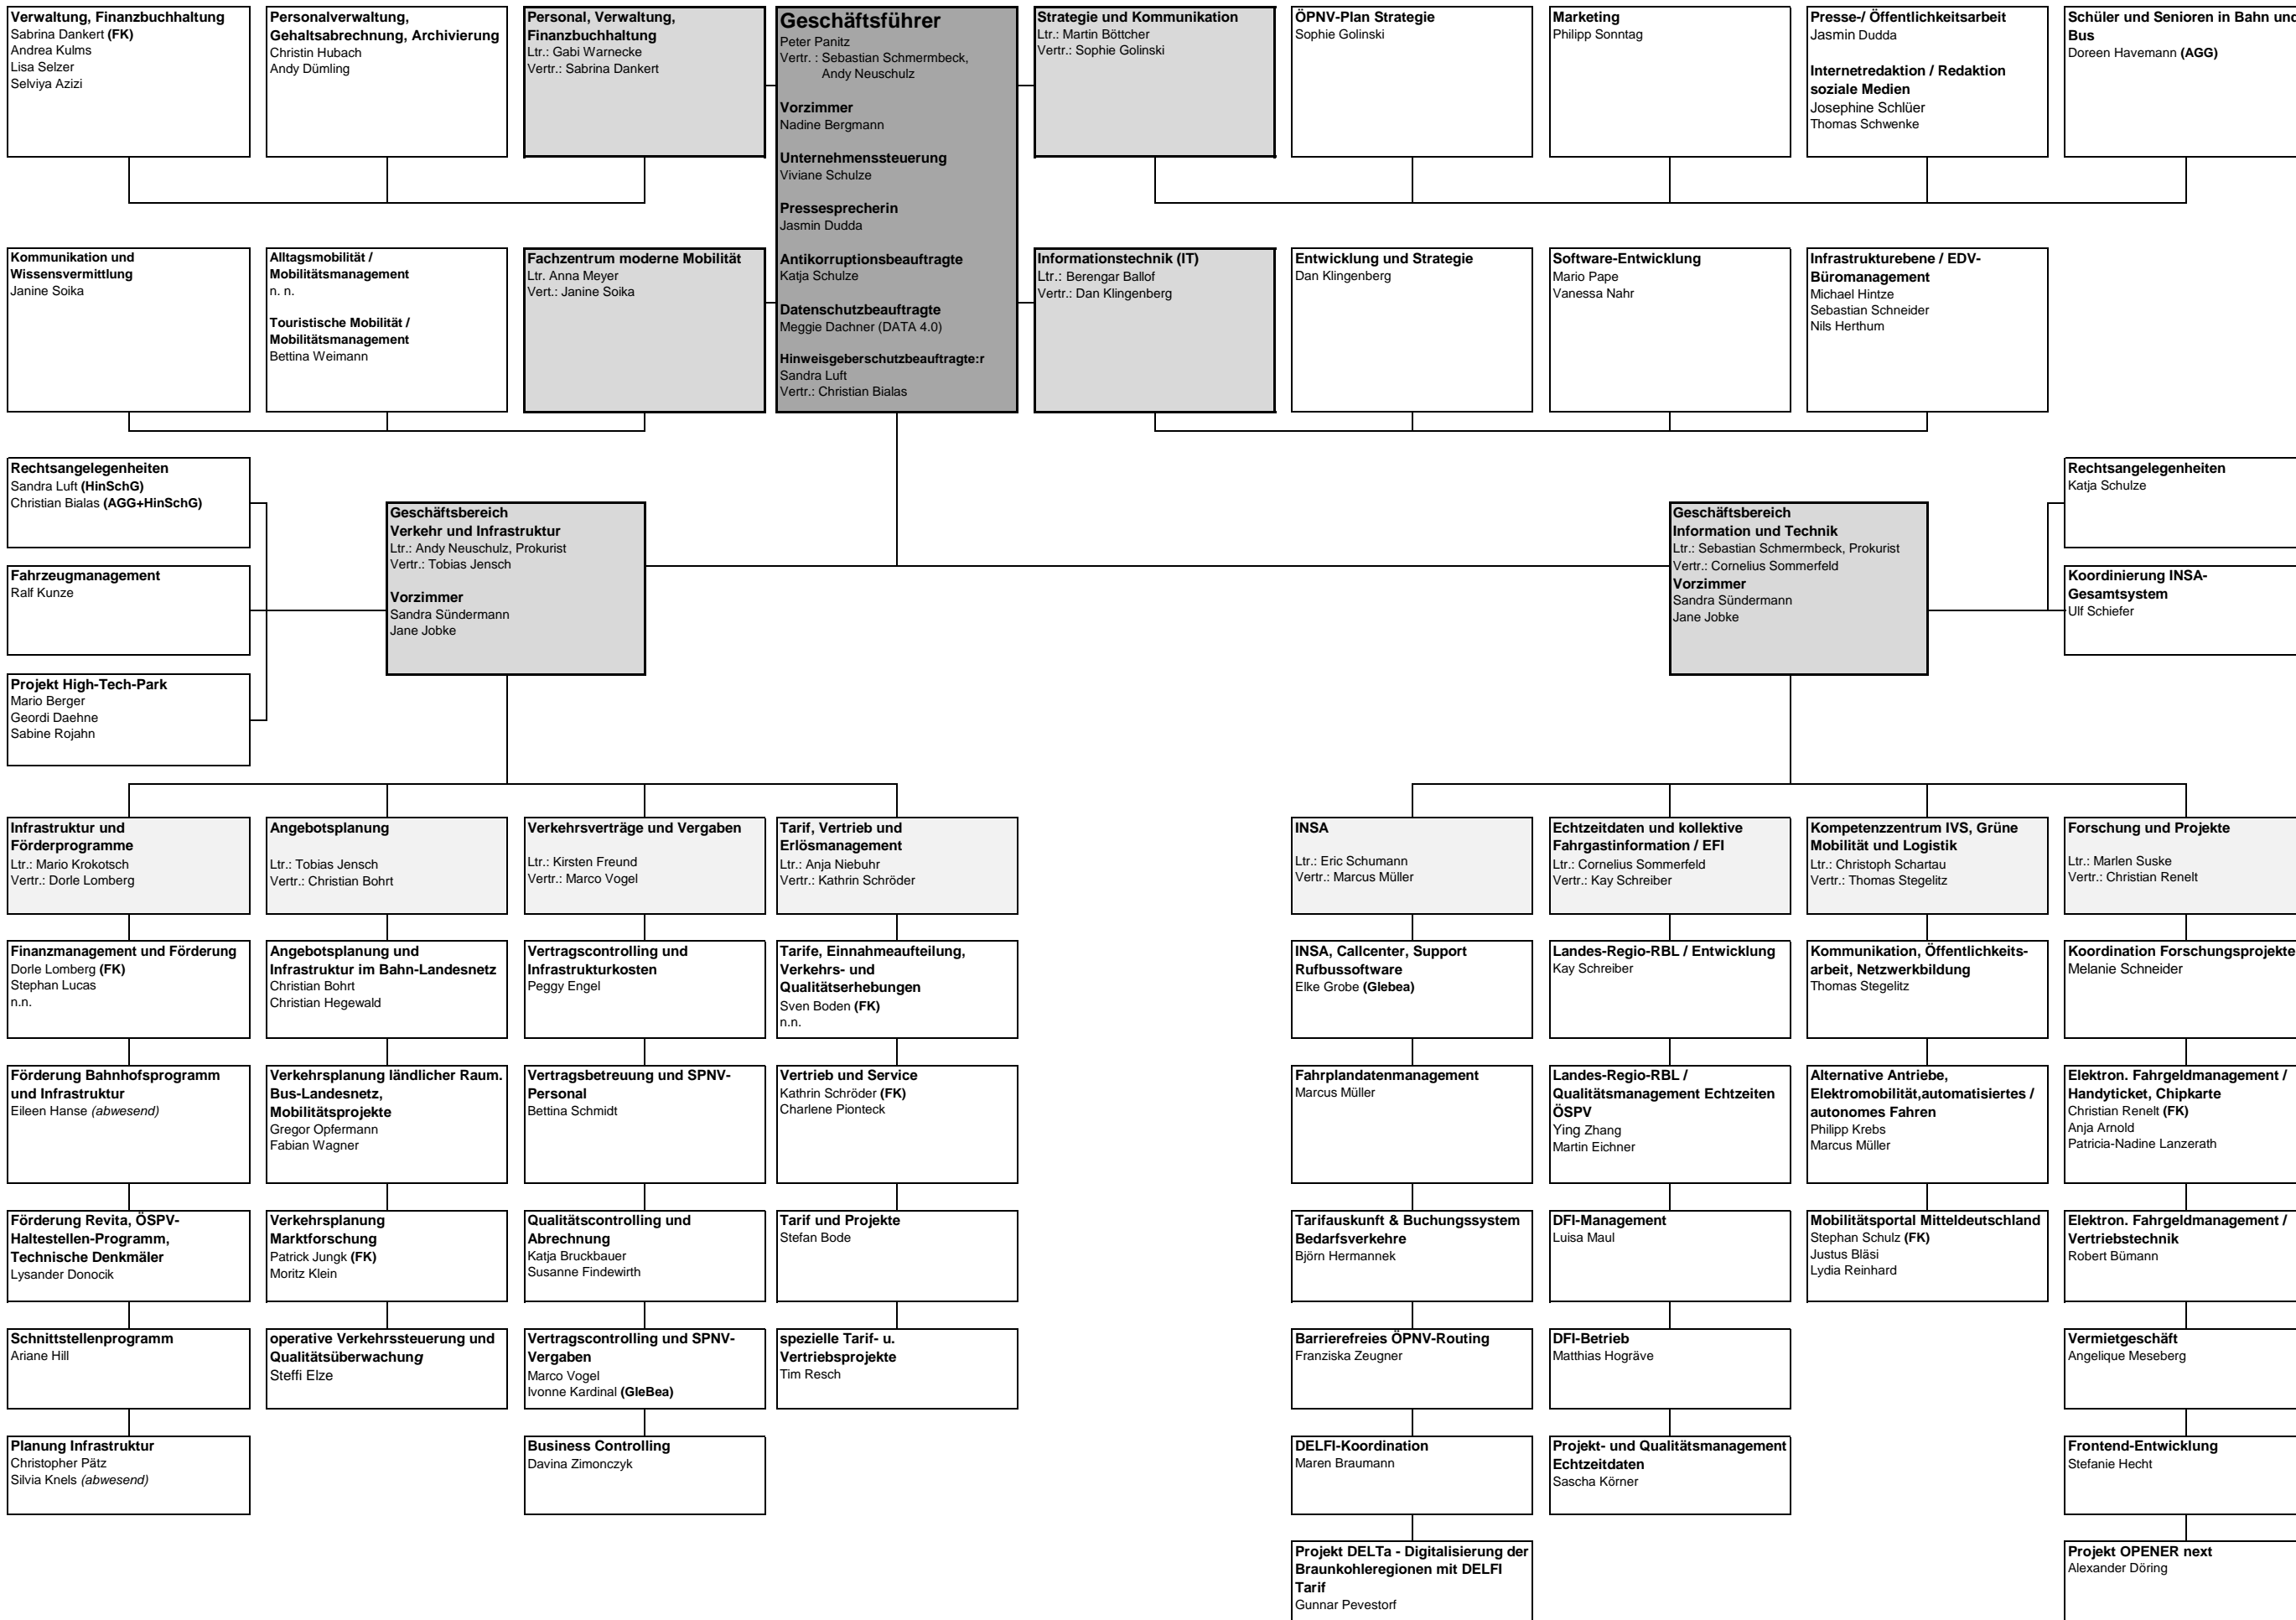 Verwaltung, Finanzbuchhaltung
Sabrina Dankert (FK)
Andrea Kulms
Lisa Selzer
Selviya Azizi
Personalverwaltung,
Gehaltsabrechnung, Archivierung
Christin Hubach
Andy Dümling
Personal, Verwaltung,
Finanzbuchhaltung
Ltr.: Gabi Warnecke
Vertr.: Sabrina Dankert
Geschäftsführer
Peter Panitz
Vertr. : Sebastian Schmermbeck,
Andy Neuschulz
Vorzimmer
Nadine Bergmann
Unternehmenssteuerung
Viviane Schulze
Pressesprecherin
Jasmin Dudda
Antikorruptionsbeauftragte
Katja Schulze
Datenschutzbeauftragte
Meggie Dachner (DATA 4.0)
Hinweisgeberschutzbeauftragte:r
Sandra Luft
Vertr.: Christian Bialas
Strategie und Kommunikation
Ltr.: Martin Böttcher
Vertr.: Sophie Golinski
ÖPNV-Plan Strategie
Sophie Golinski
Marketing
Philipp Sonntag
Presse-/ Öffentlichkeitsarbeit
Jasmin Dudda
Internetredaktion / Redaktion
soziale Medien
Josephine Schlüer
Thomas Schwenke
Schüler und Senioren in Bahn und
Bus
Doreen Havemann (AGG)
Kommunikation und
Wissensvermittlung
Janine Soika
Alltagsmobilität /
Mobilitätsmanagement
n. n.
Touristische Mobilität /
Mobilitätsmanagement
Bettina Weimann
Fachzentrum moderne Mobilität
Ltr. Anna Meyer
Vert.: Janine Soika
Informationstechnik (IT)
Ltr.: Berengar Ballof
Vertr.: Dan Klingenberg
Entwicklung und Strategie
Dan Klingenberg
Software-Entwicklung
Mario Pape
Vanessa Nahr
Infrastrukturebene / EDV-
Büromanagement
Michael Hintze
Sebastian Schneider
Nils Herthum
Rechtsangelegenheiten
Sandra Luft (HinSchG)
Christian Bialas (AGG+HinSchG)
Fahrzeugmanagement
Ralf Kunze
Projekt High-Tech-Park
Mario Berger
Geordi Daehne
Sabine Rojahn
Geschäftsbereich
Verkehr und Infrastruktur
Ltr.: Andy Neuschulz, Prokurist
Vertr.: Tobias Jensch
Vorzimmer
Sandra Sündermann
Jane Jobke
Geschäftsbereich
Information und Technik
Ltr.: Sebastian Schmermbeck, Prokurist
Vertr.: Cornelius Sommerfeld
Vorzimmer
Sandra Sündermann
Jane Jobke
Rechtsangelegenheiten
Katja Schulze
Koordinierung INSA-
Gesamtsystem
Ulf Schiefer
Infrastruktur und
Förderprogramme
Ltr.: Mario Krokotsch
Vertr.: Dorle Lomberg
Angebotsplanung
Ltr.: Tobias Jensch
Vertr.: Christian Bohrt
Verkehrsverträge und Vergaben
Ltr.: Kirsten Freund
Vertr.: Marco Vogel
Tarif, Vertrieb und
Erlösmanagement
Ltr.: Anja Niebuhr
Vertr.: Kathrin Schröder
INSA
Ltr.: Eric Schumann
Vertr.: Marcus Müller
Echtzeitdaten und kollektive
Fahrgastinformation / EFI
Ltr.: Cornelius Sommerfeld
Vertr.: Kay Schreiber
Kompetenzzentrum IVS, Grüne
Mobilität und Logistik
Ltr.: Christoph Schartau
Vertr.: Thomas Stegelitz
Forschung und Projekte
Ltr.: Marlen Suske
Vertr.: Christian Renelt
Finanzmanagement und Förderung
Dorle Lomberg (FK)
Stephan Lucas
n.n.
Angebotsplanung und
Infrastruktur im Bahn-Landesnetz
Christian Bohrt
Christian Hegewald
Vertragscontrolling und
Infrastrukturkosten
Peggy Engel
Tarife, Einnahmeaufteilung,
Verkehrs- und
Qualitätserhebungen
Sven Boden (FK)
n.n.
INSA, Callcenter, Support
Rufbussoftware
Elke Grobe (Glebea)
Landes-Regio-RBL / Entwicklung
Kay Schreiber
Kommunikation, Öffentlichkeits-
arbeit, Netzwerkbildung
Thomas Stegelitz
Koordination Forschungsprojekte
Melanie Schneider
Förderung Bahnhofsprogramm
und Infrastruktur
Eileen Hanse (abwesend)
Verkehrsplanung ländlicher Raum.
Bus-Landesnetz,
Mobilitätsprojekte
Gregor Opfermann
Fabian Wagner
Vertragsbetreuung und SPNV-
Personal
Bettina Schmidt
Vertrieb und Service
Kathrin Schröder (FK)
Charlene Pionteck
Fahrplandatenmanagement
Marcus Müller
Landes-Regio-RBL /
Qualitätsmanagement Echtzeiten
ÖSPV
Ying Zhang
Martin Eichner
Alternative Antriebe,
Elektromobilität,automatisiertes /
autonomes Fahren
Philipp Krebs
Marcus Müller
Elektron. Fahrgeldmanagement /
Handyticket, Chipkarte
Christian Renelt (FK)
Anja Arnold
Patricia-Nadine Lanzerath
Förderung Revita, ÖSPV-
Haltestellen-Programm,
Technische Denkmäler
Lysander Donocik
Verkehrsplanung
Marktforschung
Patrick Jungk (FK)
Moritz Klein
Qualitätscontrolling und
Abrechnung
Katja Bruckbauer
Susanne Findewirth
Tarif und Projekte
Stefan Bode
Tarifauskunft & Buchungssystem
Bedarfsverkehre
Björn Hermannek
DFI-Management
Luisa Maul
Mobilitätsportal Mitteldeutschland
Stephan Schulz (FK)
Justus Bläsi
Lydia Reinhard
Elektron. Fahrgeldmanagement /
Vertriebstechnik
Robert Bümann
Schnittstellenprogramm
Ariane Hill
operative Verkehrssteuerung und
Qualitätsüberwachung
Steffi Elze
Vertragscontrolling und SPNV-
Vergaben
Marco Vogel
Ivonne Kardinal (GleBea)
spezielle Tarif- u.
Vertriebsprojekte
Tim Resch
Barrierefreies ÖPNV-Routing
Franziska Zeugner
DFI-Betrieb
Matthias Hogräve
Vermietgeschäft
Angelique Meseberg
Planung Infrastruktur
Christopher Pätz
Silvia Knels (abwesend)
Business Controlling
Davina Zimonczyk
DELFI-Koordination
Maren Braumann
Projekt- und Qualitätsmanagement
Echtzeitdaten
Sascha Körner
Frontend-Entwicklung
Stefanie Hecht
Projekt DELTa - Digitalisierung der
Braunkohleregionen mit DELFI
Tarif
Gunnar Pevestorf
Projekt OPENER next
Alexander Döring